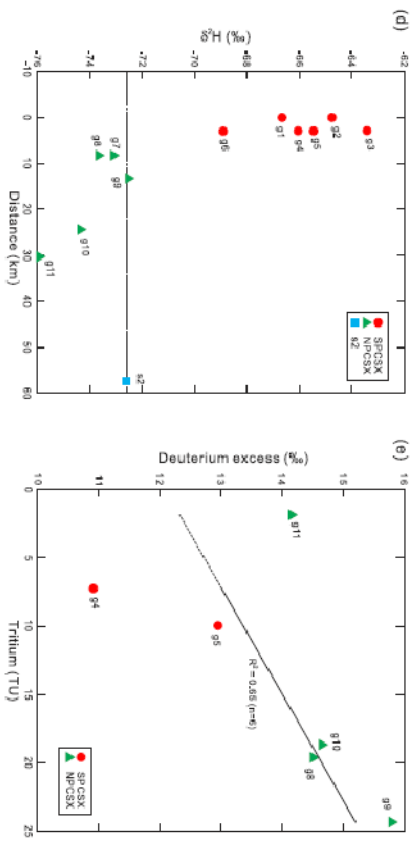 (d)
δ²H (‰)
-76
-74
-72
-70
-68
-66
-64
-62
-10
0
10
20
30
40
50
60
Distance (km)
g1
g2
g3
g4
g5
g6
g7
g8
g9
g10
g11
s2
SPCSX
NPCSX
s2
(e)
Deuterium excess (‰)
10
11
12
13
14
15
16
0
5
10
15
20
25
Tritium (TU)
g11
g4
g5
R² = 0.65 (n=6)
g10
g8
g9
SPCSX
NPCSX